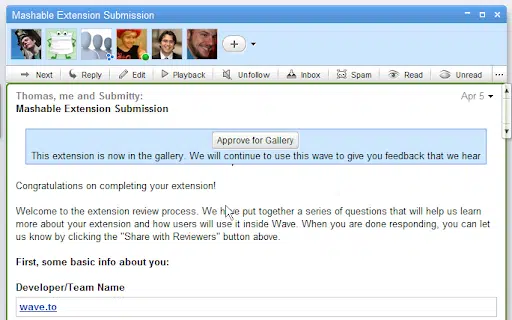 Mashable Extension Submission
Next Reply Edit Playback Unfollow Inbox Spam Read Unread ...
Thomas, me and Submitty: Apr 5
Mashable Extension Submission
Approve for Gallery
This extension is now in the gallery. We will continue to use this wave to give you feedback that we hear
Congratulations on completing your extension!
Welcome to the extension review process. We have put together a series of questions that will help us learn
more about your extension and how users will use it inside Wave. When you are done responding, you can let
us know by clicking the "Share with Reviewers" button above.
First, some basic info about you:
Developer/Team Name
wave.to